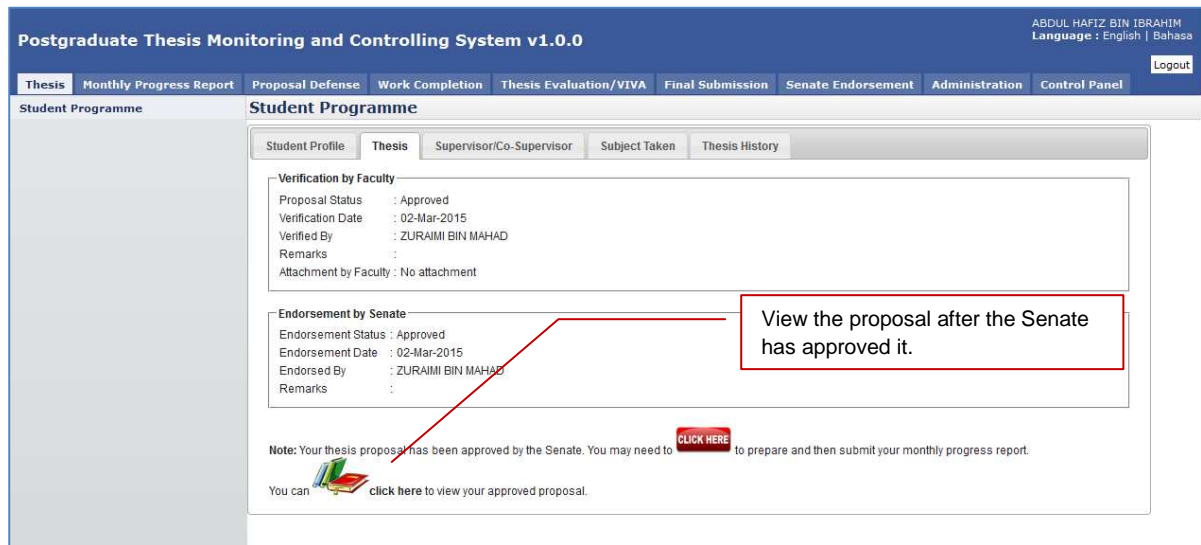 ABDUL HAFIZ BIN IBRAHIM
Postgraduate Thesis Monitoring and Controlling System v1.0.0
Language : English | Bahasa
Logout
Thesis Monthly Progress Report Proposal Defense Work Completion Thesis Evaluation/VIVA Final Submission Senate Endorsement Administration Control Panel
Student Programme
Student Programme
Student Profile Thesis Supervisor/Co-Supervisor Subject Taken Thesis History
Verification by Faculty
Proposal Status : Approved
Verification Date : 02-Mar-2015
Verified By : ZURAIMI BIN MAHAD
Remarks :
Attachment by Faculty : No attachment
Endorsement by Senate
Endorsement Status : Approved
Endorsement Date : 02-Mar-2015
Endorsed By : ZURAIMI BIN MAHAD
Remarks :
View the proposal after the Senate
has approved it.
Note: Your thesis proposal has been approved by the Senate. You may need to CLICK HERE to prepare and then submit your monthly progress report.
You can click here to view your approved proposal.